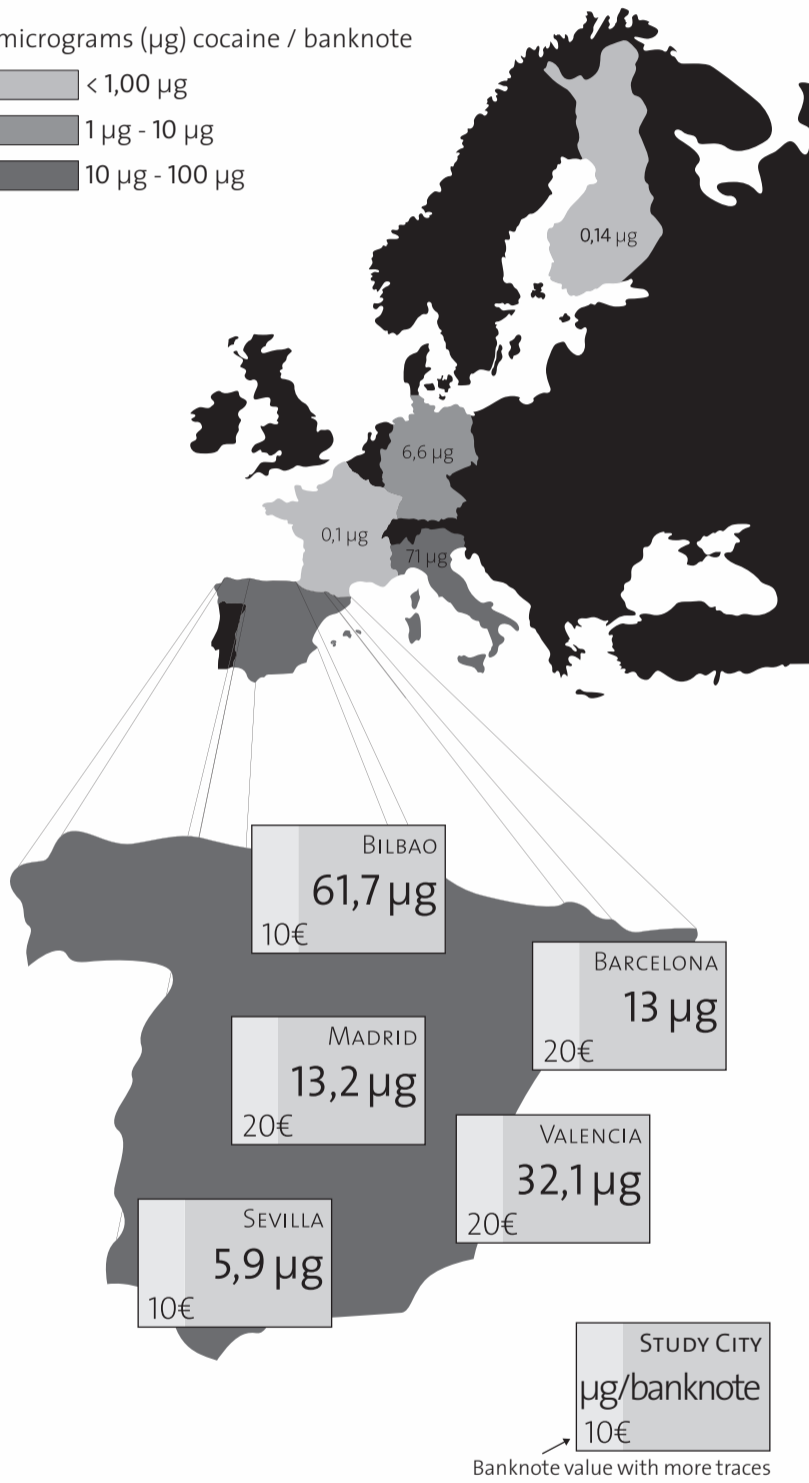 micrograms (µg) cocaine / banknote
< 1,00 µg
1 µg - 10 µg
10 µg - 100 µg
0,14 µg
6,6 µg
0,1 µg
71 µg
BILBAO
61,7 µg
10€
BARCELONA
13 µg
20€
MADRID
13,2 µg
20€
VALENCIA
32,1 µg
20€
SEVILLA
5,9 µg
10€
STUDY CITY
µg/banknote
10€
Banknote value with more traces